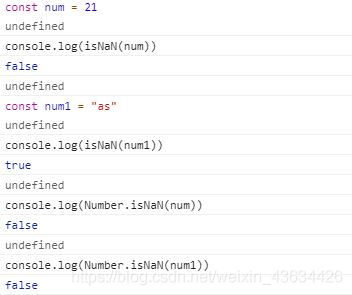 const num = 21
undefined
console.log(isNaN(num))
false
undefined
const num1 = "as"
undefined
console.log(isNaN(num1))
true
undefined
console.log(Number.isNaN(num))
false
undefined
console.log(Number.isNaN(num1))
https://blog.csdn.net/weixin_43634426
false